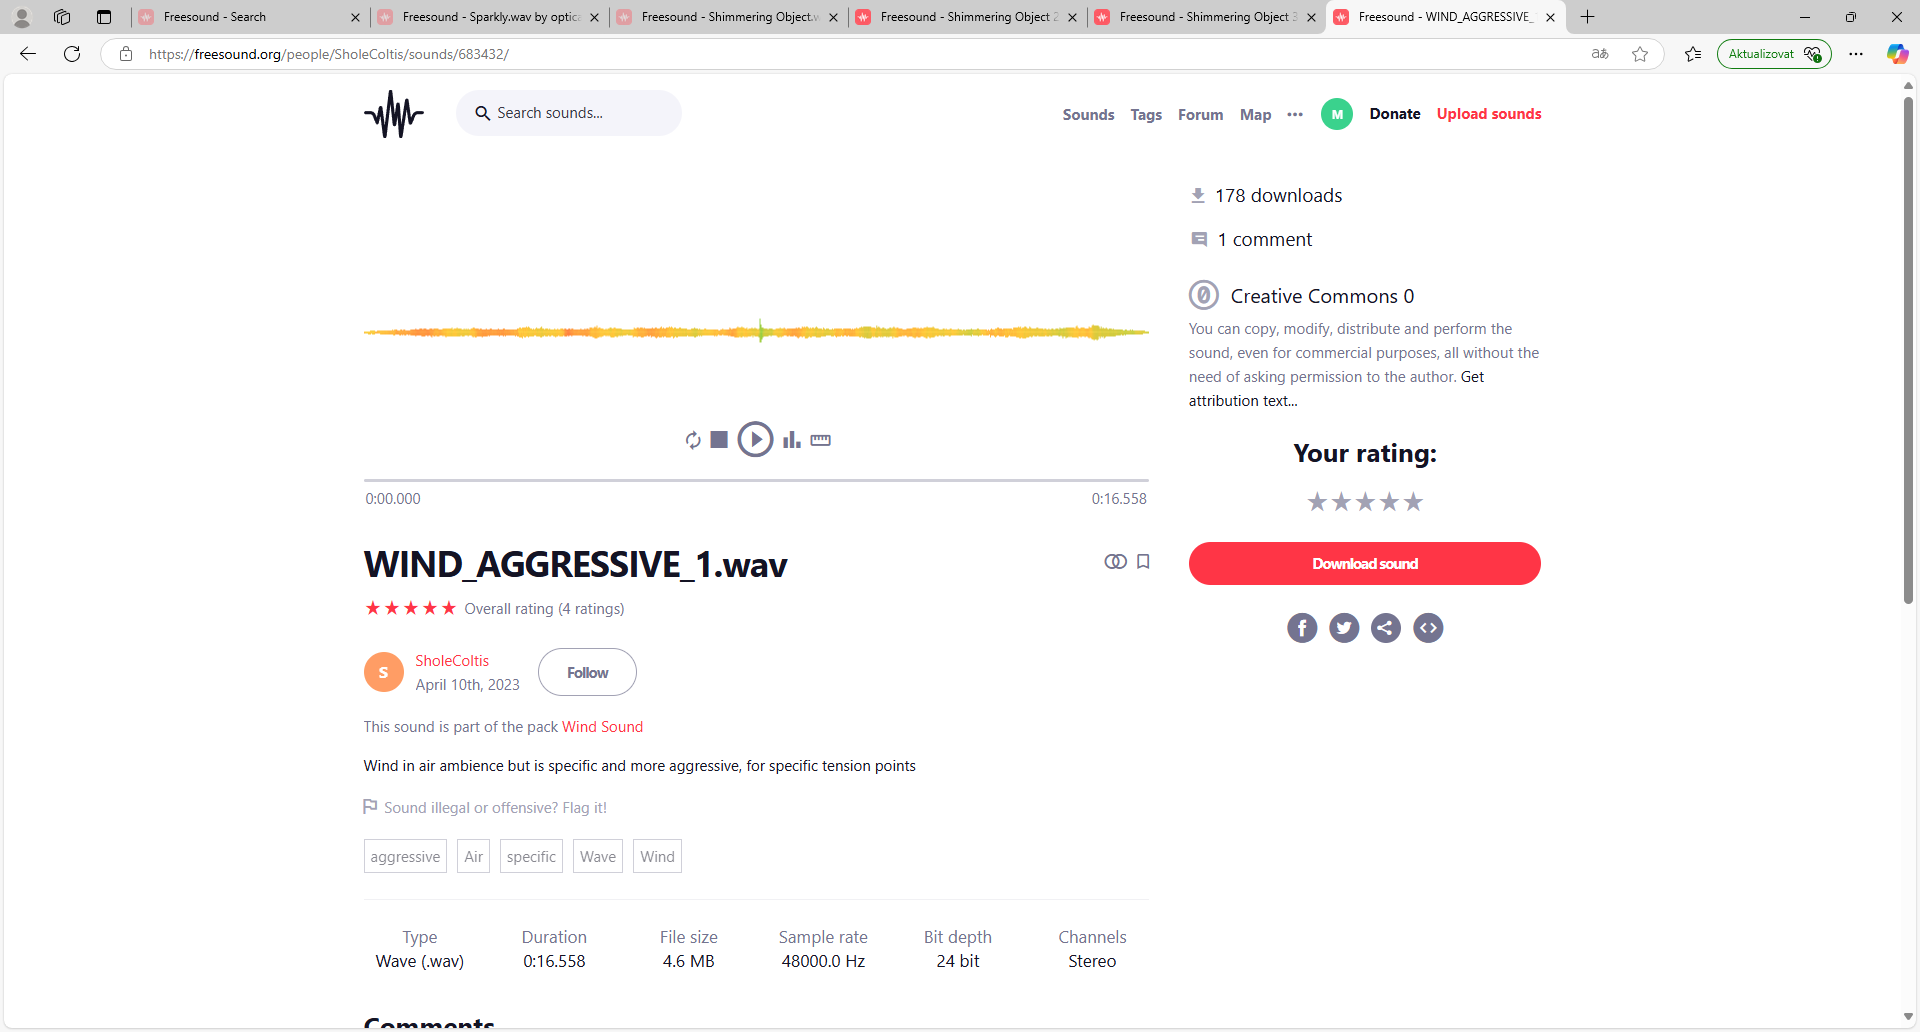 Freesound - Search
Freesound - Sparkly.wav by optica
Freesound - Shimmering Object.w
Freesound - Shimmering Object 2
Freesound - Shimmering Object 3
Freesound - WIND_AGGRESSIVE_
https://freesound.org/people/SholeColtis/sounds/683432/
aあ
Aktualizovat
Search sounds...
Sounds
Tags
Forum
Map
M
Donate
Upload sounds
178 downloads
1 comment
0
Creative Commons 0
You can copy, modify, distribute and perform the
sound, even for commercial purposes, all without the
need of asking permission to the author. Get
attribution text...
Your rating:
0:00.000
0:16.558
Download sound
WIND_AGGRESSIVE_1.wav
Overall rating (4 ratings)
S
SholeColtis
April 10th, 2023
Follow
This sound is part of the pack Wind Sound
Wind in air ambience but is specific and more aggressive, for specific tension points
Sound illegal or offensive? Flag it!
aggressive
Air
specific
Wave
Wind
Type
Duration
File size
Sample rate
Bit depth
Channels
Wave (.wav)
0:16.558
4.6 MB
48000.0 Hz
24 bit
Stereo
Comments